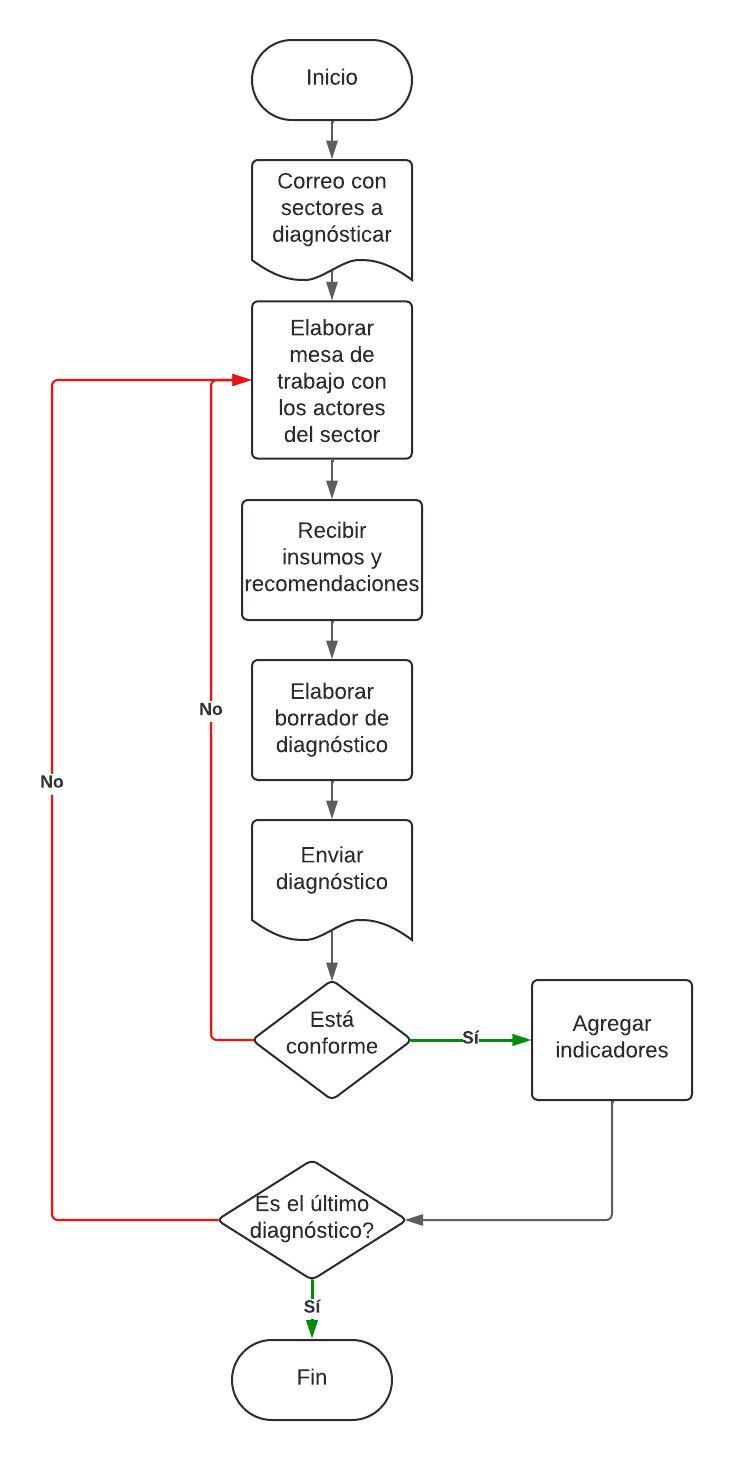 Inicio
Correo con
sectores a
diagnósticar
Elaborar
mesa de
trabajo con
los actores
del sector
Recibir
insumos y
recomendaciones
Elaborar
borrador de
diagnóstico
No
No
Enviar
diagnóstico
Está
conforme
Sí
Agregar
indicadores
Es el último
diagnóstico?
Sí
Fin